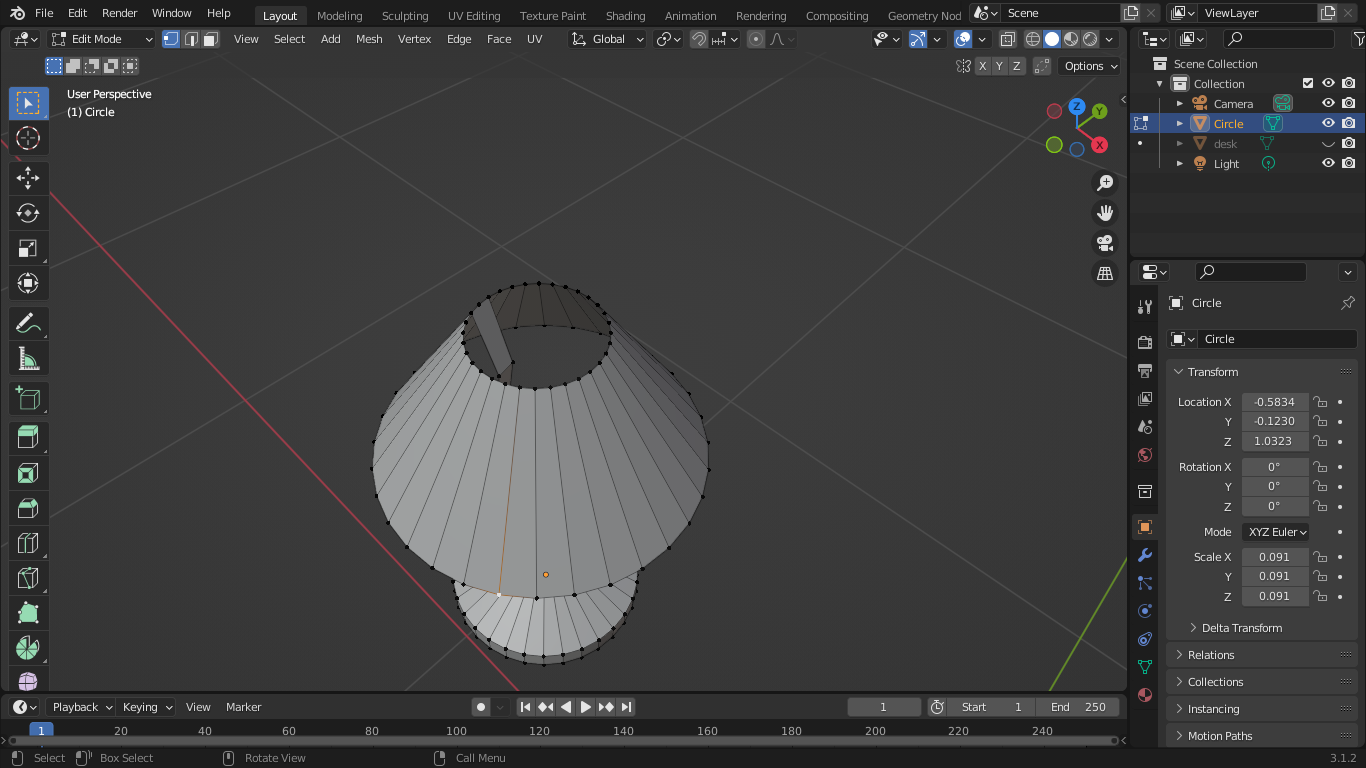 File Edit Render Window Help Layout Modeling Sculpting UV Editing Texture Paint Shading Animation Rendering Compositing Geometry Nod Scene ViewLayer
Edit Mode View Select Add Mesh Vertex Edge Face UV Global
X Y Z Options
User Perspective
(1) Circle
Z Y X
Scene Collection
Collection
Camera
Circle
desk
Light
Circle
Circle
Transform
Location X -0.5834
Y -0.1230
Z 1.0323
Rotation X 0°
Y 0°
Z 0°
Mode XYZ Euler
Scale X 0.091
Y 0.091
Z 0.091
Delta Transform
Relations
Collections
Instancing
Motion Paths
Playback Keying View Marker 1 Start 1 End 250
1 20 40 60 80 100 120 140 160 180 200 220 240
Select Box Select Rotate View Call Menu 3.1.2